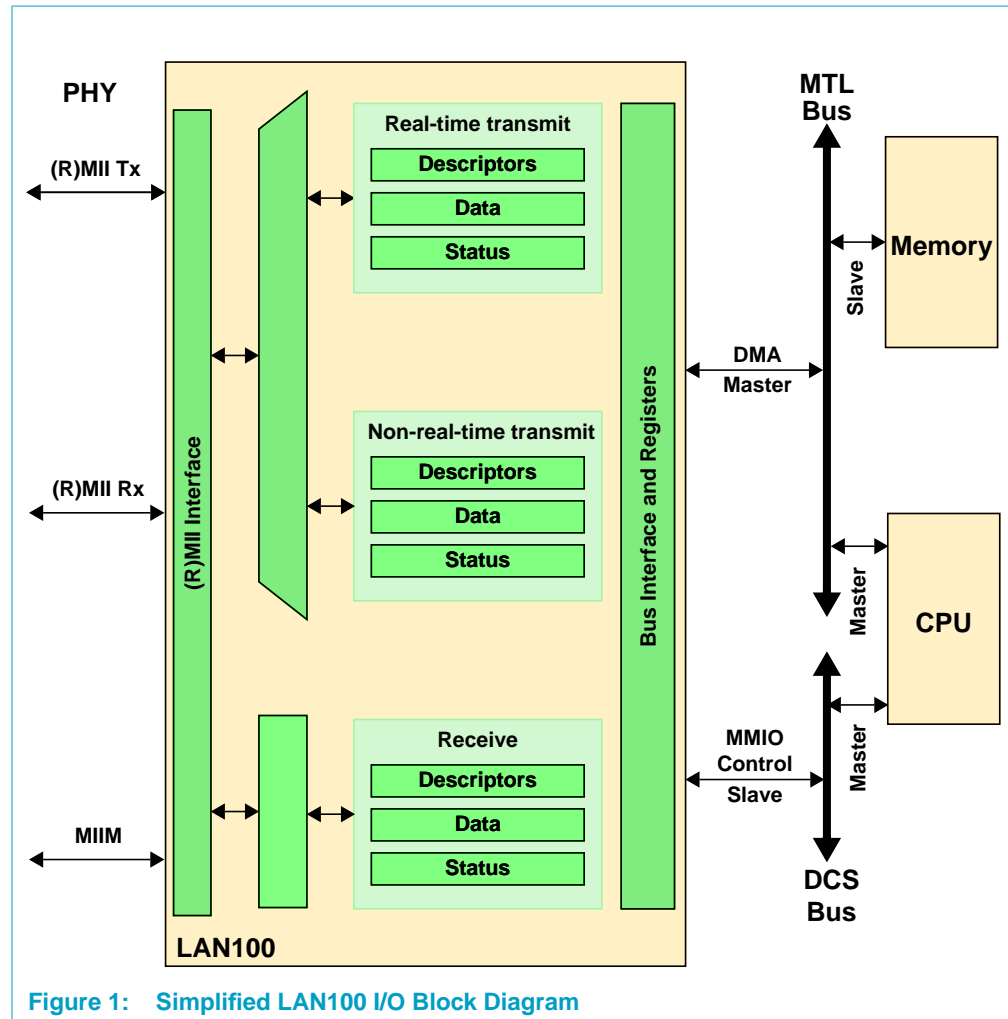 PHY
(R)MII Tx
(R)MII Rx
MIIM
(R)MII Interface
Real-time transmit
Descriptors
Data
Status
Non-real-time transmit
Descriptors
Data
Status
Receive
Descriptors
Data
Status
Bus Interface and Registers
LAN100
DMA
Master
MMIO
Control
Slave
MTL
Bus
Slave
Memory
Master
CPU
Master
DCS
Bus
Figure 1: Simplified LAN100 I/O Block Diagram